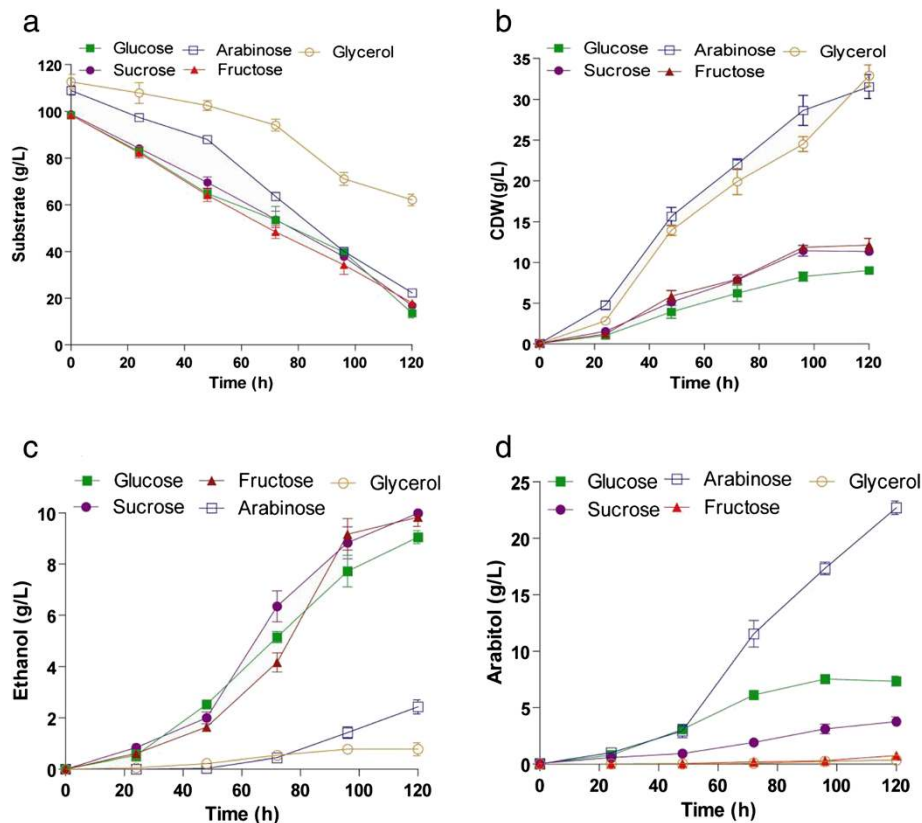 a
Glucose Arabinose Glycerol
Sucrose Fructose
120
100
80
60
40
20
0
Substrate (g/L)
0 20 40 60 80 100 120
Time (h)
b
Glucose Arabinose Glycerol
Sucrose Fructose
35
30
25
20
15
10
5
0
CDW(g/L)
0 20 40 60 80 100 120
Time (h)
c
Glucose Fructose Glycerol
Sucrose Arabinose
10
8
6
4
2
0
Ethanol (g/L)
0 20 40 60 80 100 120
Time (h)
d
Glucose Arabinose Glycerol
Sucrose Fructose
25
20
15
10
5
0
Arabitol (g/L)
0 20 40 60 80 100 120
Time (h)